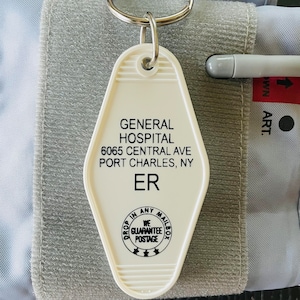 GENERAL
HOSPITAL
6065 CENTRAL AVE
PORT CHARLES, NY
ER
DROP IN ANY MAILBOX
WE
GUARANTEE
POSTAGE
ART.